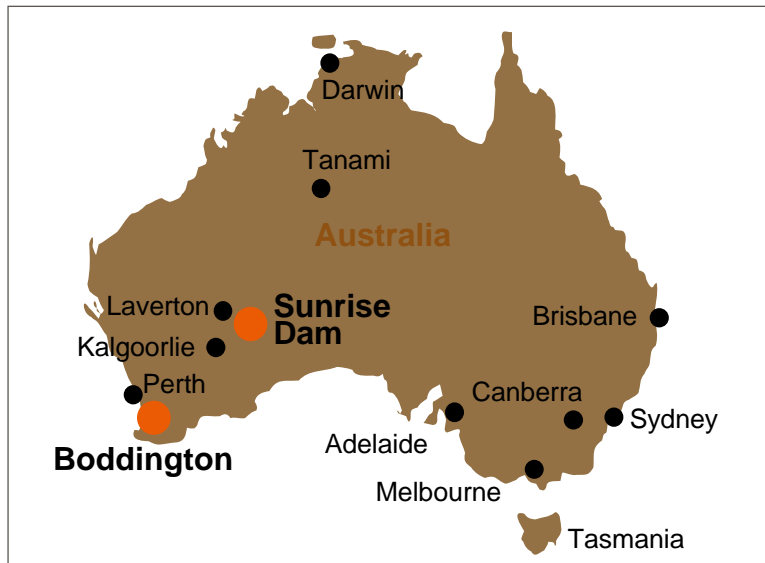 Darwin
Tanami
Australia
Laverton
Sunrise
Dam
Brisbane
Kalgoorlie
Perth
Canberra
Sydney
Adelaide
Boddington
Melbourne
Tasmania